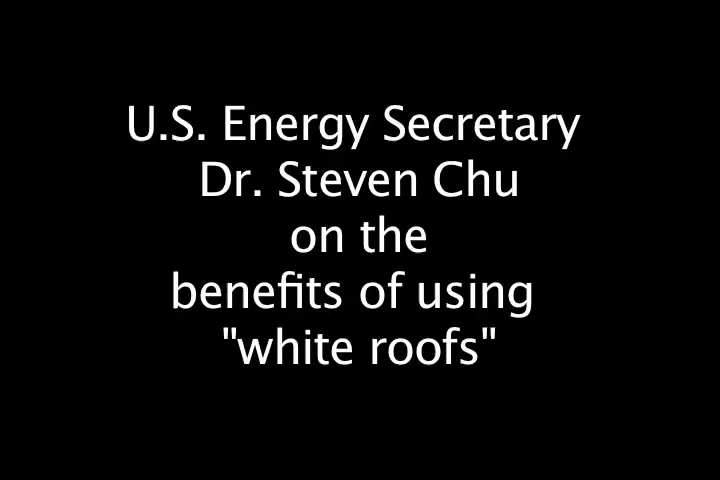 U.S. Energy Secretary
Dr. Steven Chu
on the
benefits of using
"white roofs"